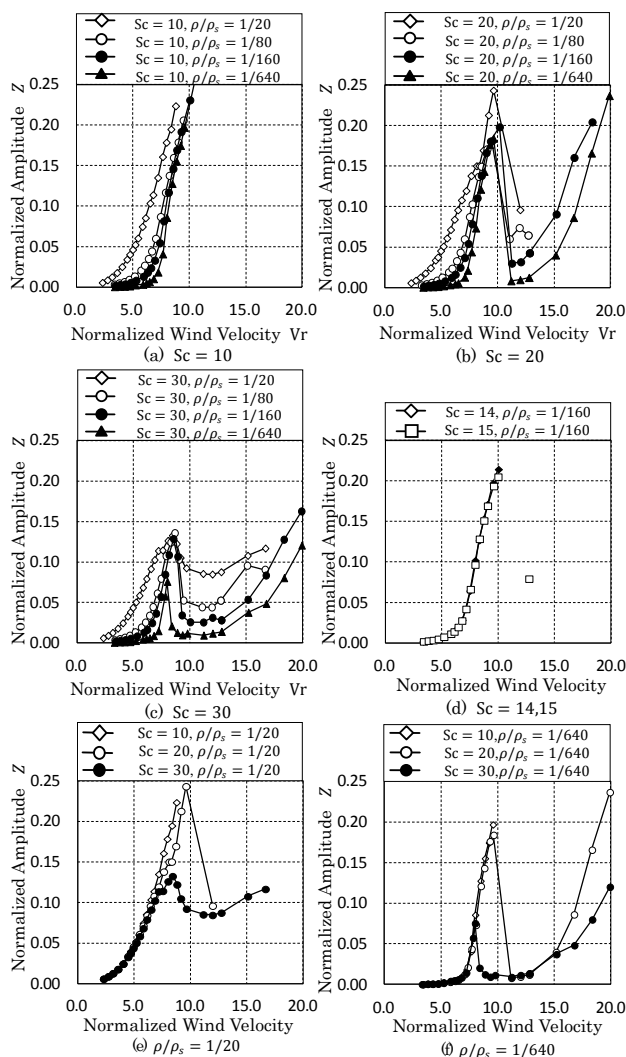 Sc = 10, ρ/ρₛ = 1/20
Sc = 10, ρ/ρₛ = 1/80
Sc = 10, ρ/ρₛ = 1/160
Sc = 10, ρ/ρₛ = 1/640
Normalized Amplitude Z
0.25
0.20
0.15
0.10
0.05
0.00
0.0 5.0 10.0 15.0 20.0
Normalized Wind Velocity Vr
(a) Sc = 10
Sc = 20, ρ/ρₛ = 1/20
Sc = 20, ρ/ρₛ = 1/80
Sc = 20, ρ/ρₛ = 1/160
Sc = 20, ρ/ρₛ = 1/640
Normalized Amplitude Z
0.25
0.20
0.15
0.10
0.05
0.00
0.0 5.0 10.0 15.0 20.0
Normalized Wind Velocity Vr
(b) Sc = 20
Sc = 30, ρ/ρₛ = 1/20
Sc = 30, ρ/ρₛ = 1/80
Sc = 30, ρ/ρₛ = 1/160
Sc = 30, ρ/ρₛ = 1/640
Normalized Amplitude Z
0.25
0.20
0.15
0.10
0.05
0.00
0.0 5.0 10.0 15.0 20.0
Normalized Wind Velocity Vr
(c) Sc = 30
Sc = 14, ρ/ρₛ = 1/160
Sc = 15, ρ/ρₛ = 1/160
Normalized Amplitude Z
0.25
0.20
0.15
0.10
0.05
0.00
0.0 5.0 10.0 15.0 20.0
Normalized Wind Velocity
(d) Sc = 14,15
Sc = 10, ρ/ρₛ = 1/20
Sc = 20, ρ/ρₛ = 1/20
Sc = 30, ρ/ρₛ = 1/20
Normalized Amplitude Z
0.25
0.20
0.15
0.10
0.05
0.00
0.0 5.0 10.0 15.0 20.0
Normalized Wind Velocity
(e) ρ/ρₛ = 1/20
Sc = 10,ρ/ρₛ = 1/640
Sc = 20,ρ/ρₛ = 1/640
Sc = 30,ρ/ρₛ = 1/640
Normalized Amplitude Z
0.25
0.20
0.15
0.10
0.05
0.00
0.0 5.0 10.0 15.0 20.0
Normalized Wind Velocity
(f) ρ/ρₛ = 1/640